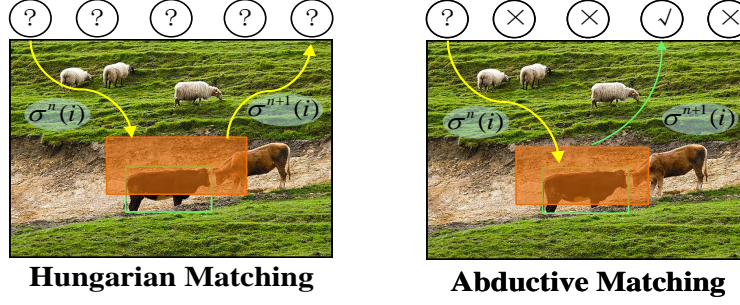 ? ? ? ? ?
? × × √ ×
σⁿ(i)
σⁿ⁺¹(i)
σⁿ(i)
σⁿ⁺¹(i)
Hungarian Matching
Abductive Matching